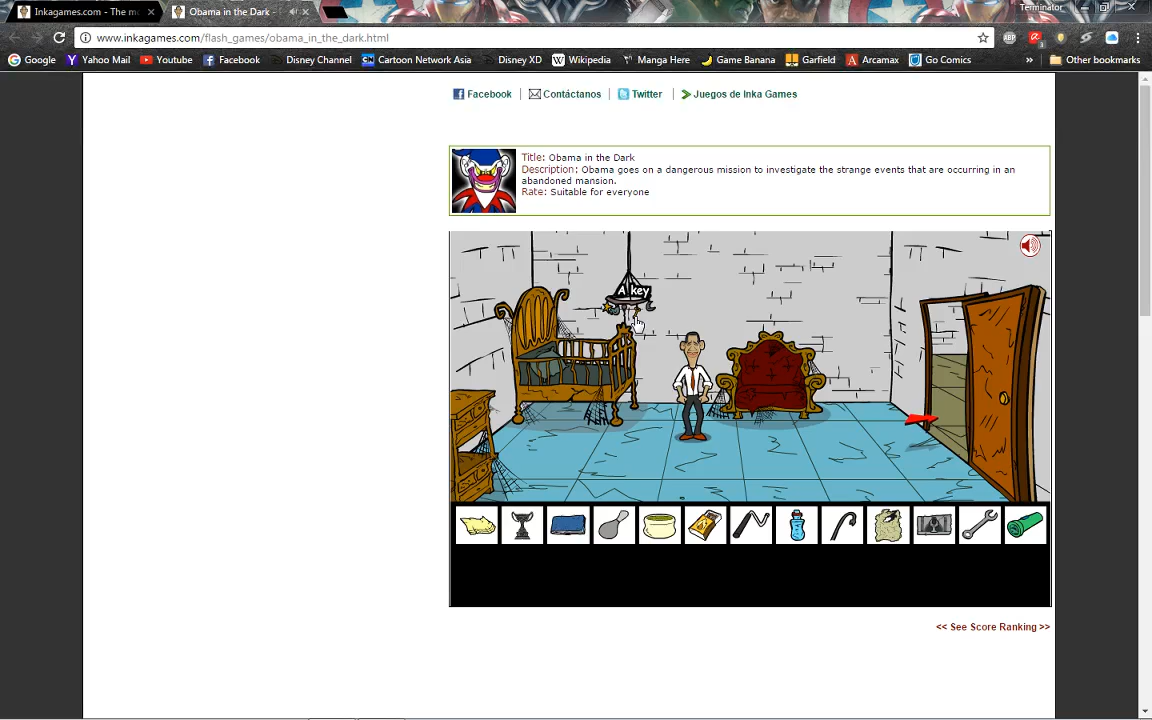 Inkagames.com - The m
Obama in the Dark -
Terminator
www.inkagames.com/flash_games/obama_in_the_dark.html
ABP
3
Google
Yahoo Mail
Youtube
Facebook
Disney Channel
CN
Cartoon Network Asia
Disney XD
W
Wikipedia
Manga Here
Game Banana
Garfield
A
Arcamax
Go Comics
»
Other bookmarks
Facebook | Contáctanos | Twitter | Juegos de Inka Games
Title: Obama in the Dark
Description: Obama goes on a dangerous mission to investigate the strange events that are occurring in an
abandoned mansion.
Rate: Suitable for everyone
A key
<< See Score Ranking >>